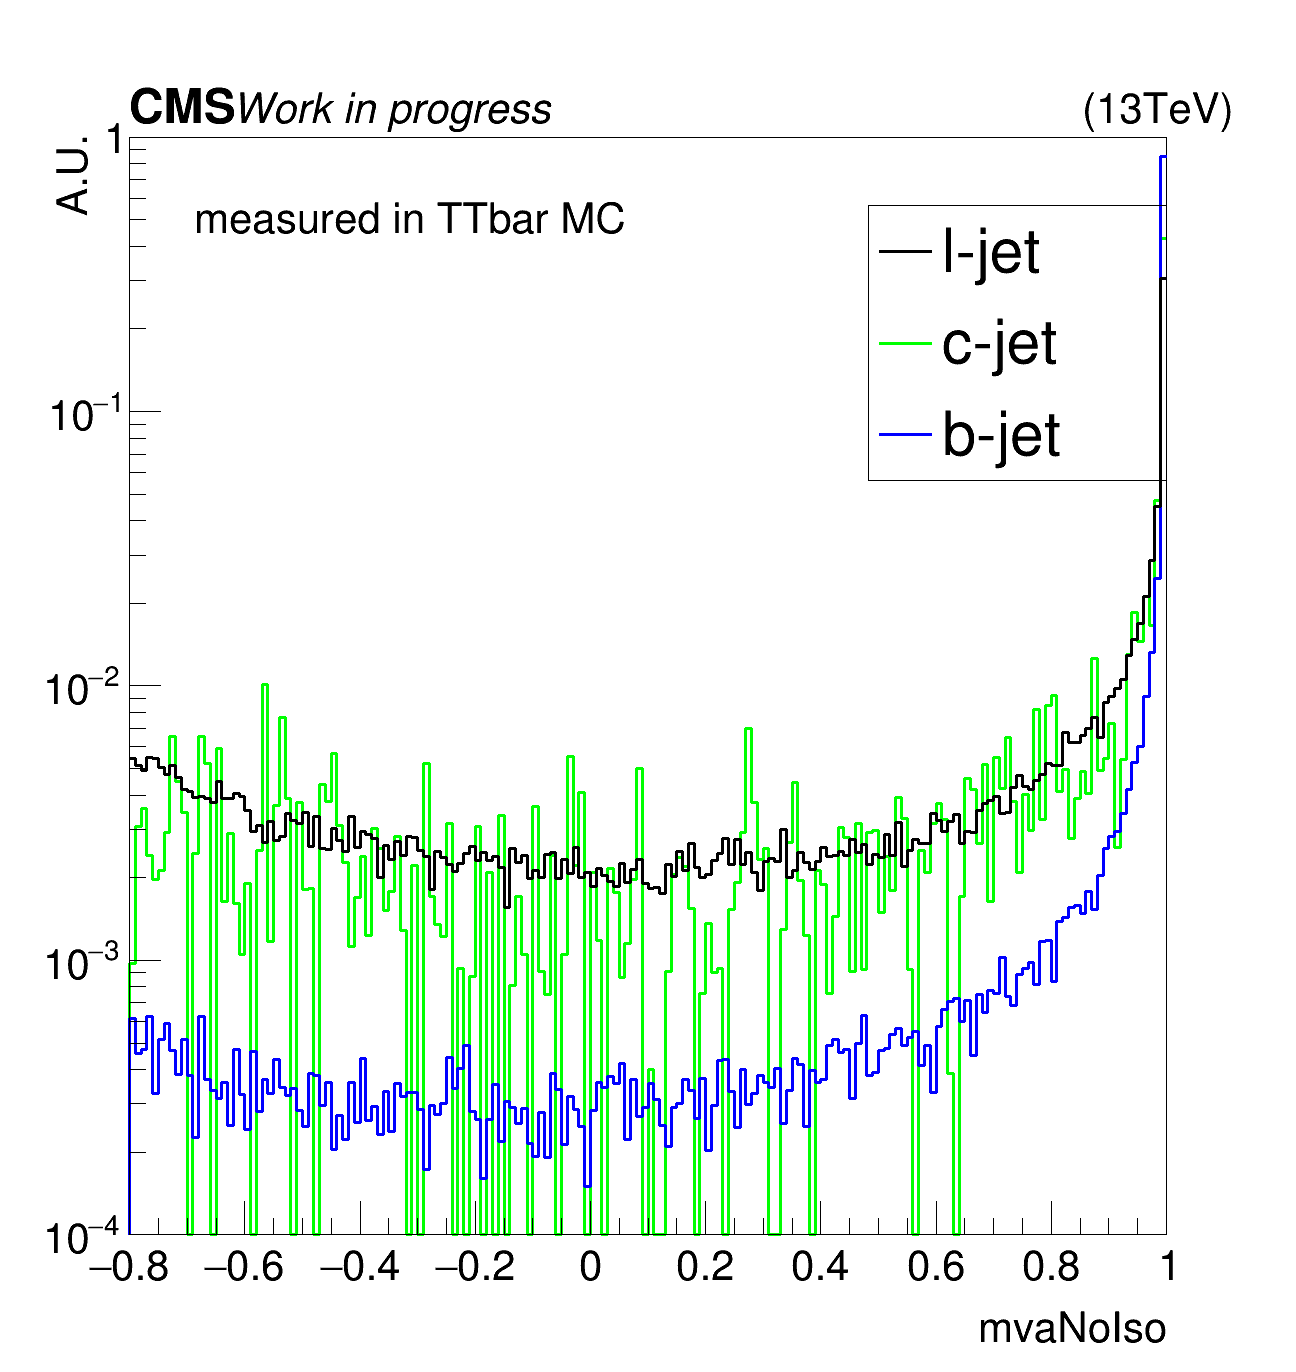 CMS Work in progress (13TeV)
A.U.
measured in TTbar MC
l-jet
c-jet
b-jet
1
10⁻¹
10⁻²
10⁻³
10⁻⁴
−0.8 −0.6 −0.4 −0.2 0 0.2 0.4 0.6 0.8 1
mvaNoIso